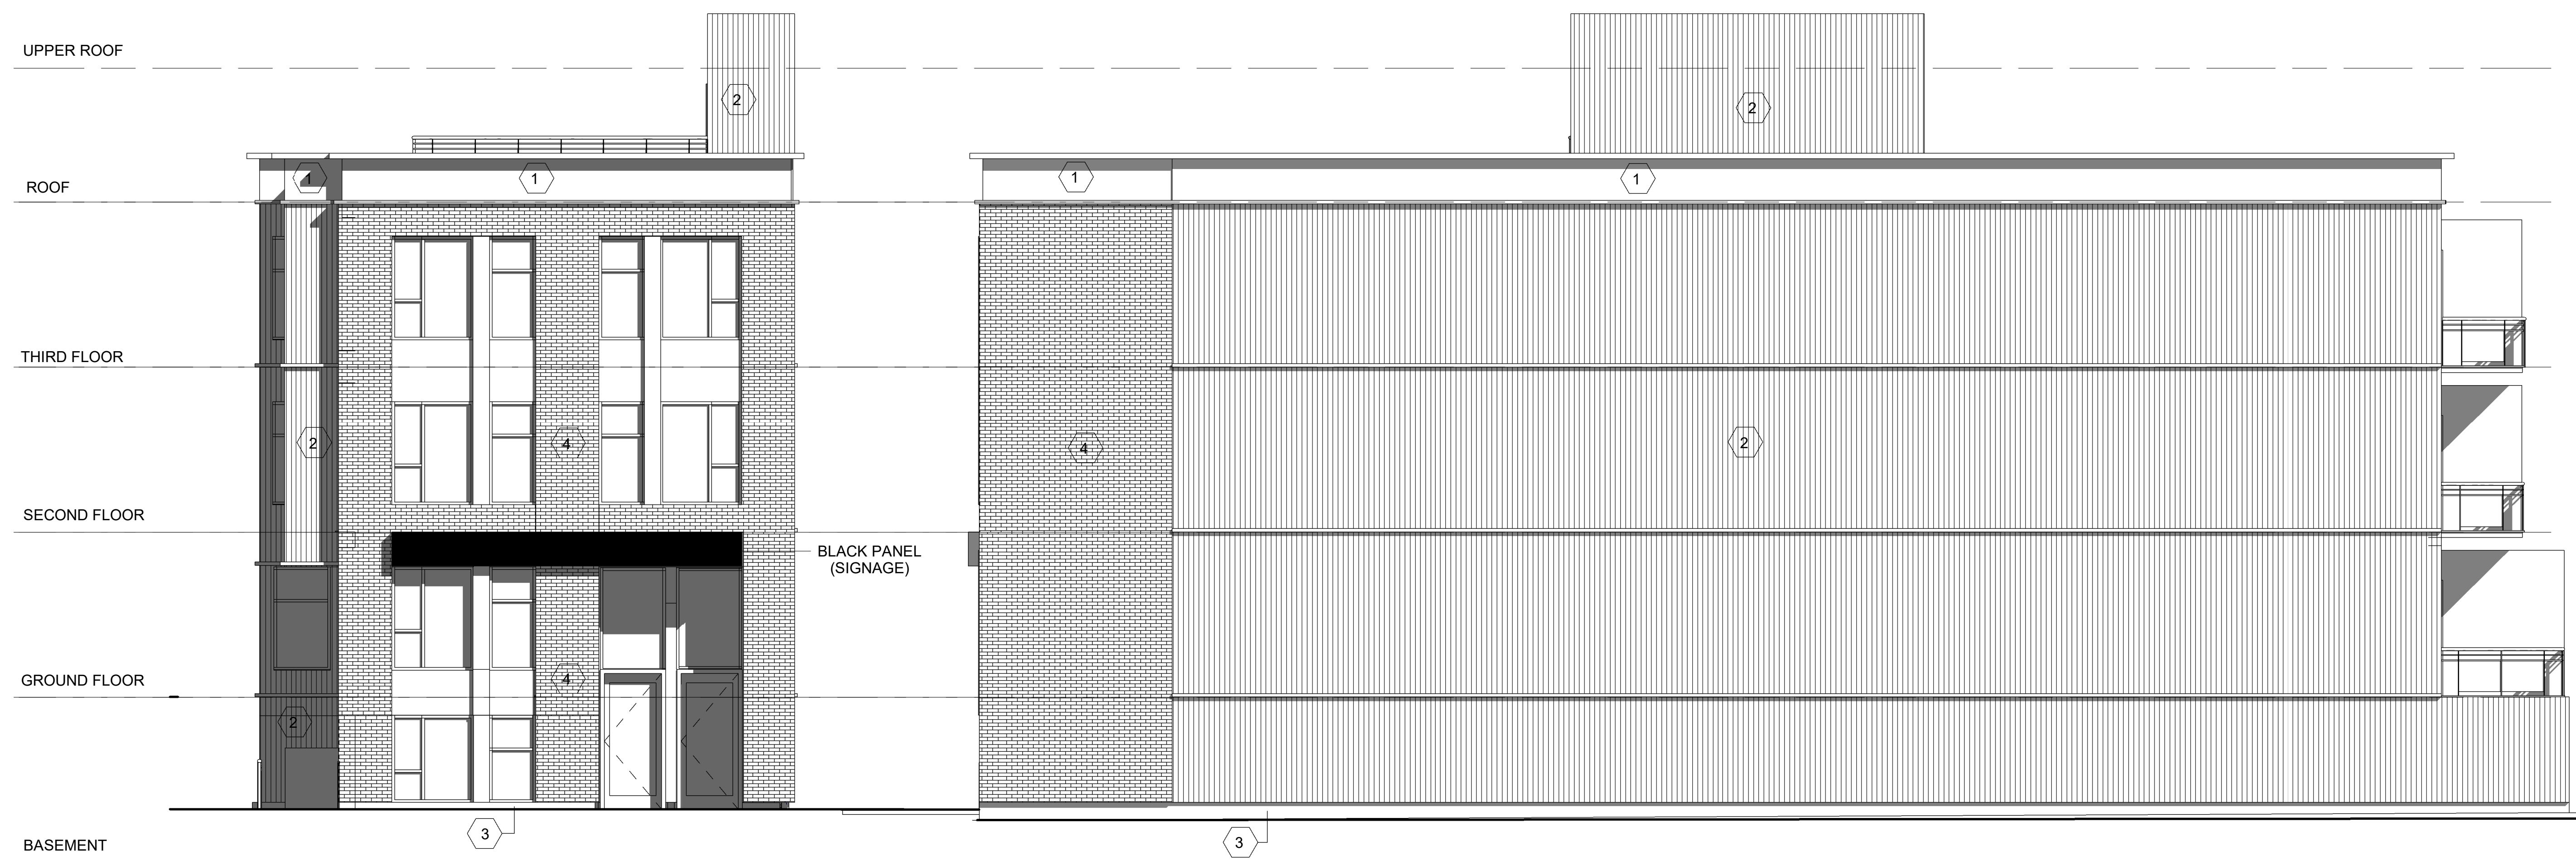 UPPER ROOF
2
2
ROOF
1
1
1
1
THIRD FLOOR
2
4
4
2
SECOND FLOOR
BLACK PANEL
(SIGNAGE)
GROUND FLOOR
4
2
3
3
BASEMENT